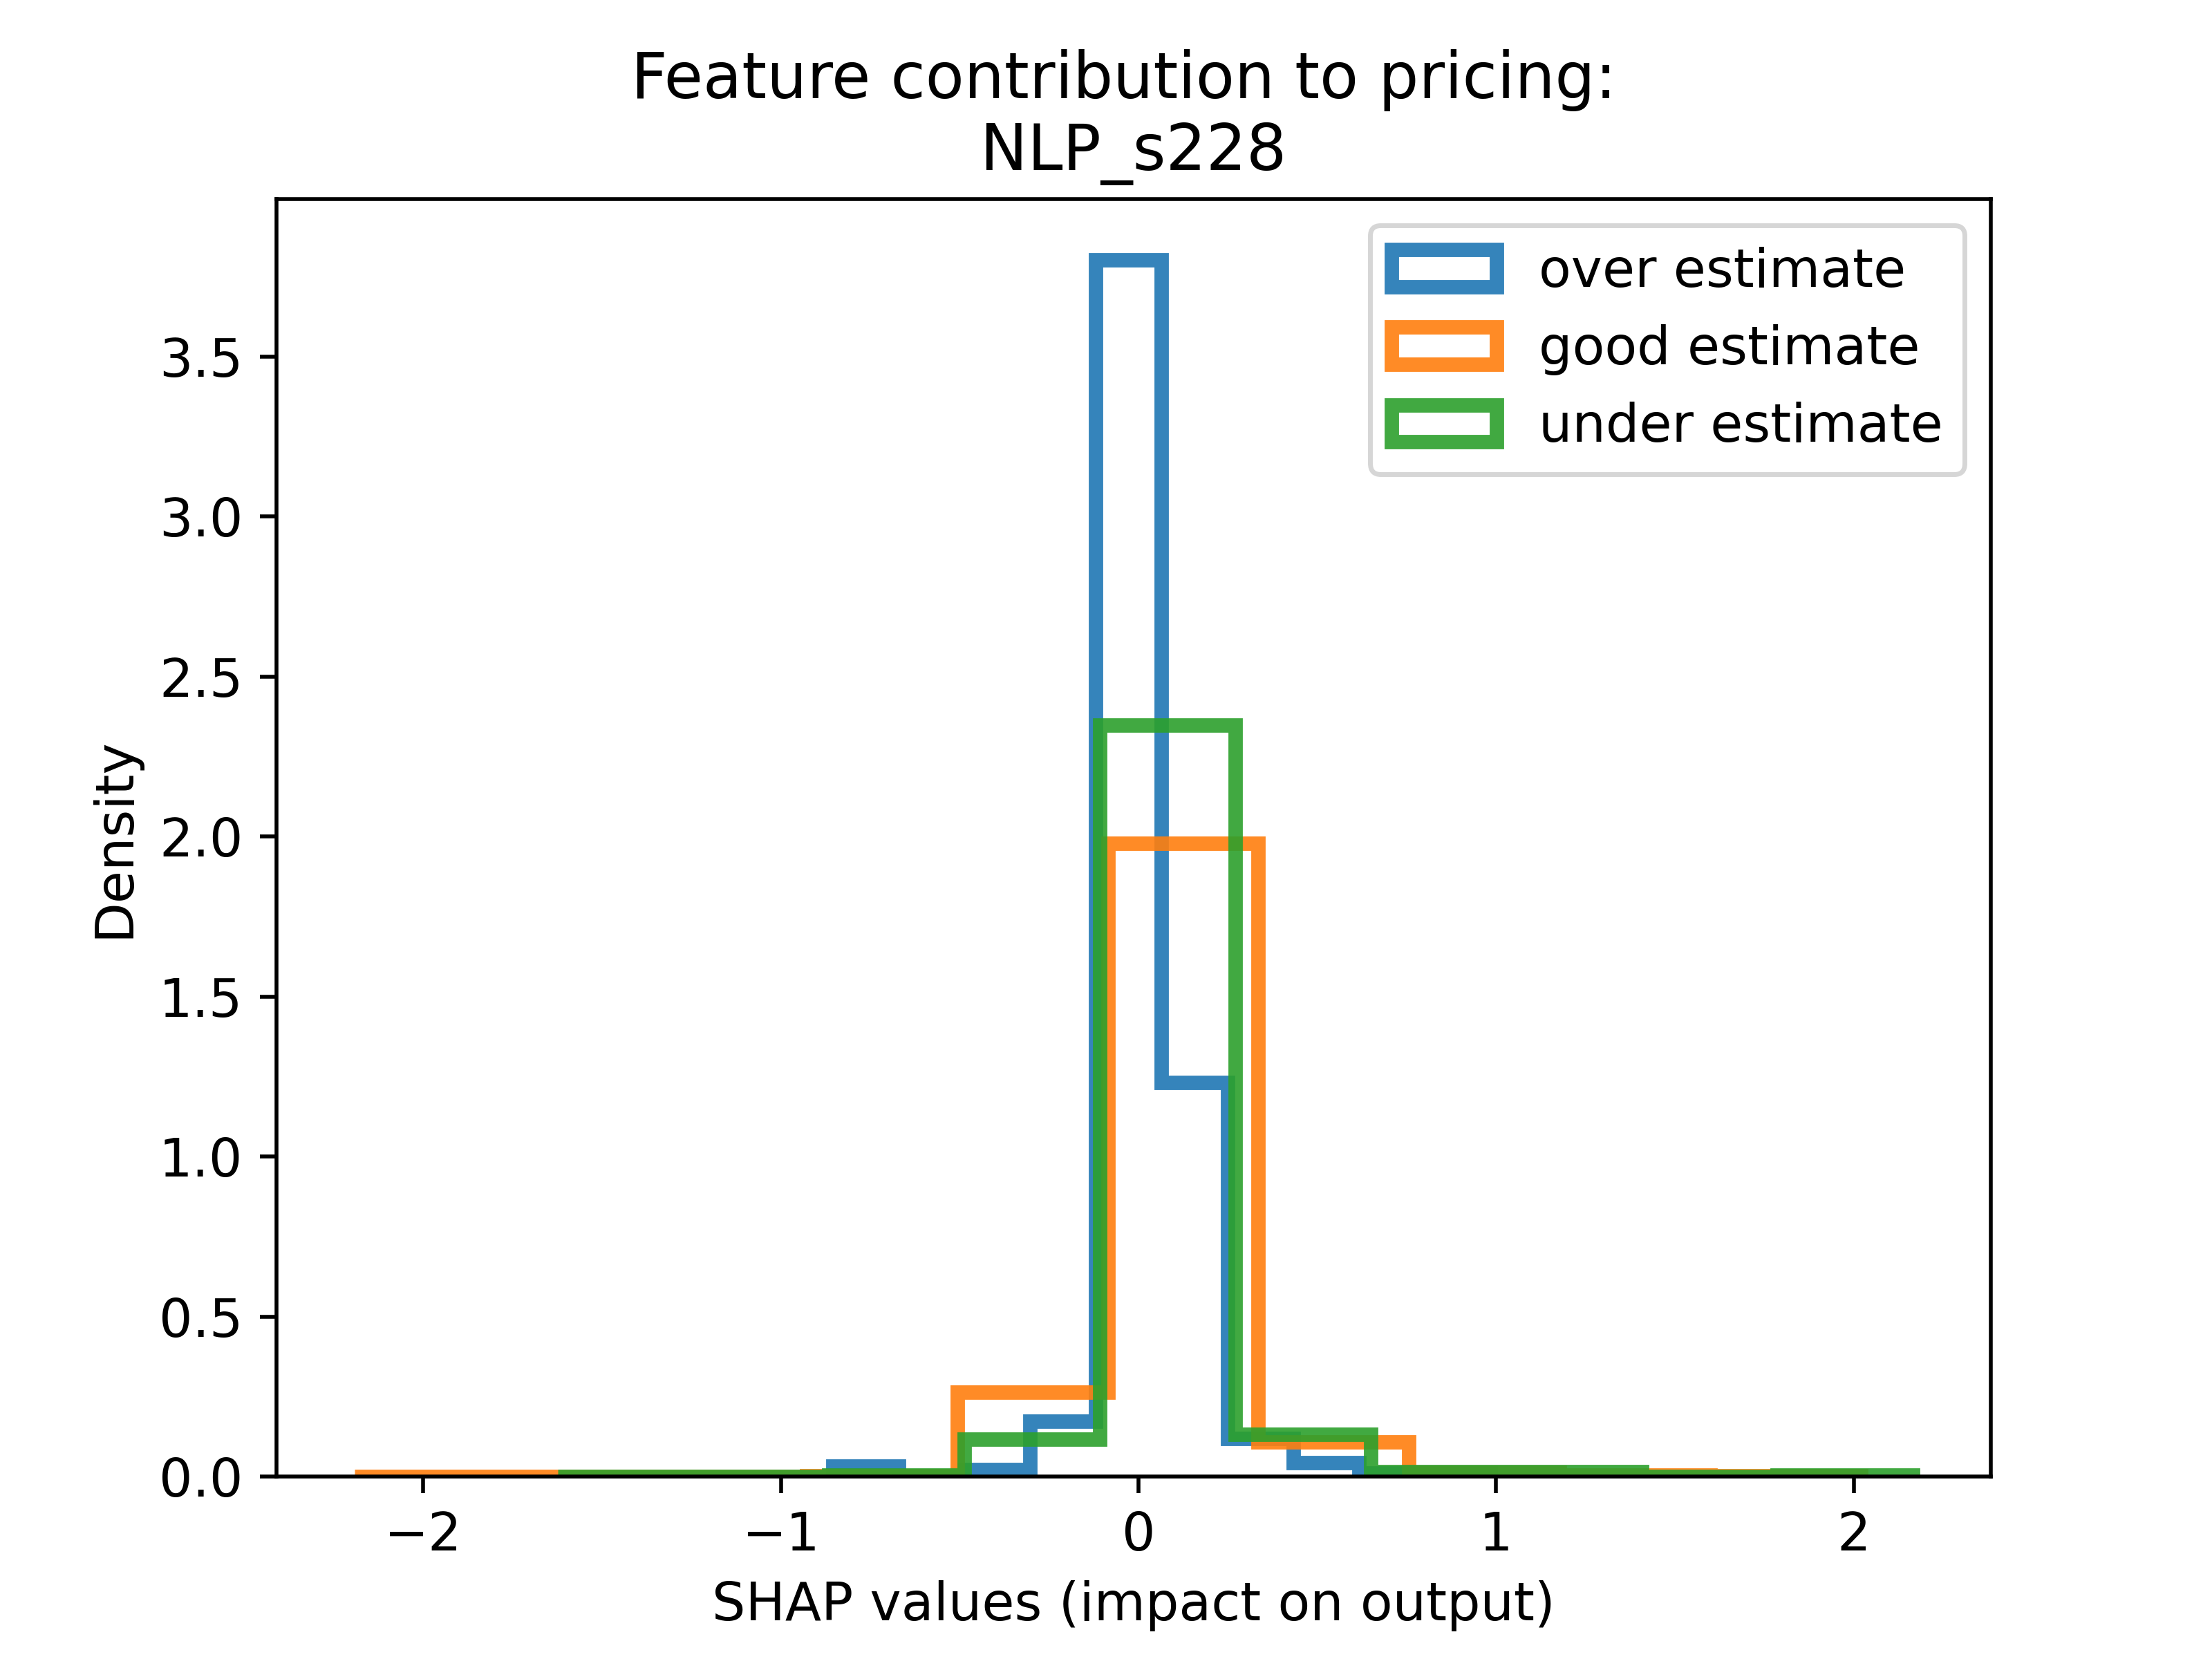 Feature contribution to pricing:
NLP_s228
over estimate
good estimate
under estimate
Density
3.5
3.0
2.5
2.0
1.5
1.0
0.5
0.0
−2
−1
0
1
2
SHAP values (impact on output)